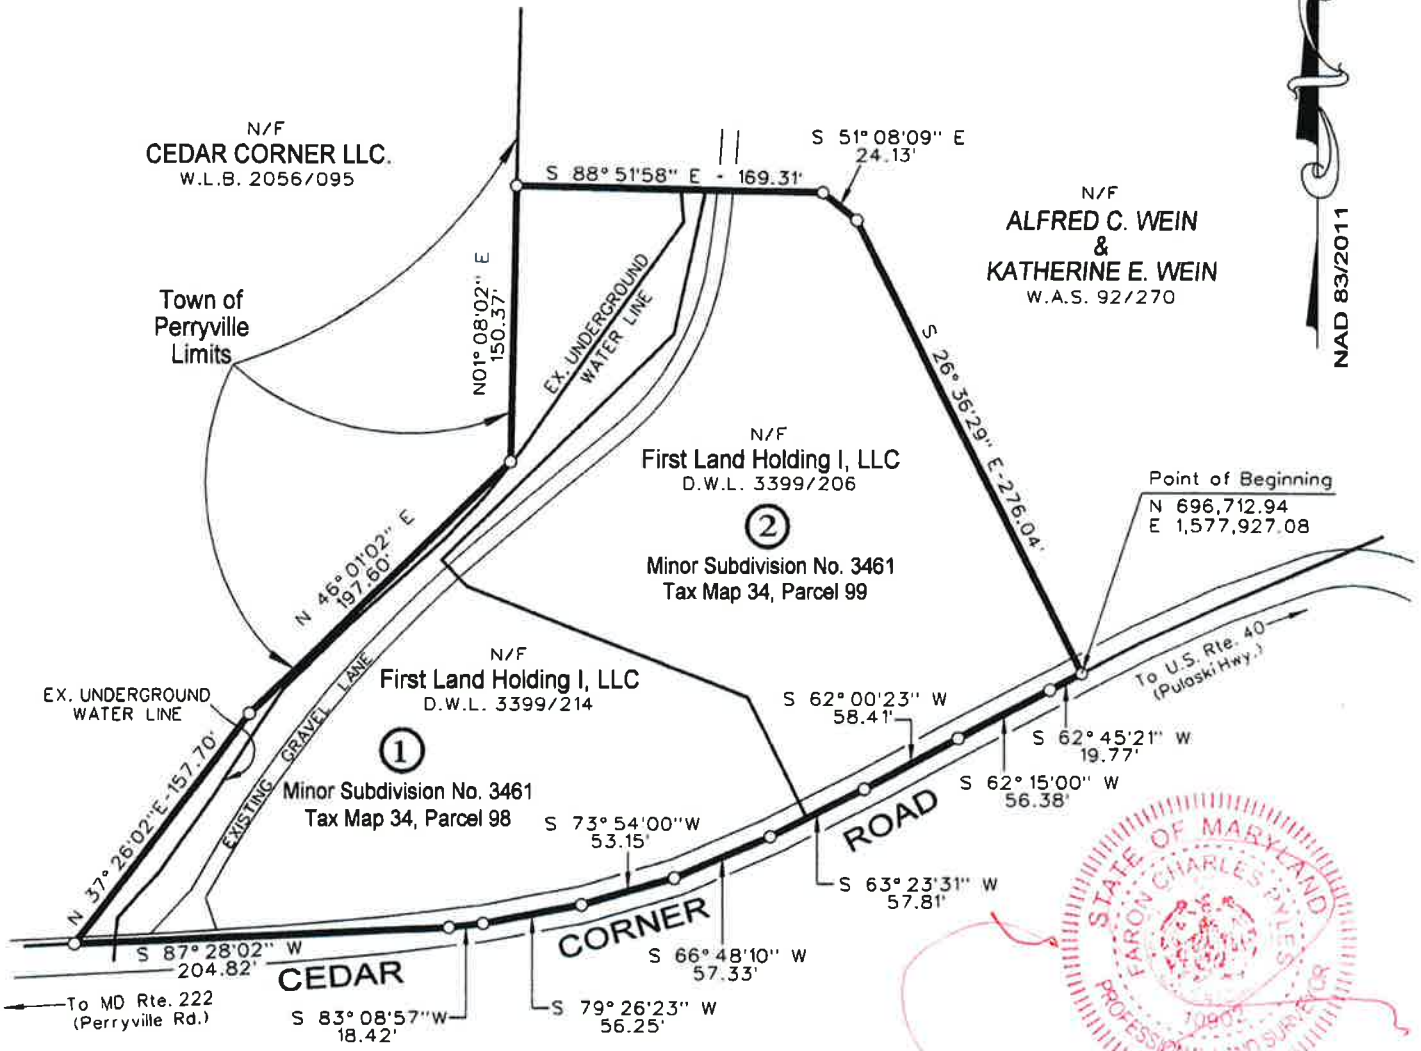 N/F
CEDAR CORNER LLC.
W.L.B. 2056/095
S 51° 08'09" E
24.13'
S 88° 51'58" E - 169.31'
N/F
ALFRED C. WEIN
&
KATHERINE E. WEIN
W.A.S. 92/270
NAD 83/2011
Town of
Perryville
Limits
N01° 08'02" E
150.37'
EX. UNDERGROUND
WATER LINE
S 26° 36'29" E-276.04'
N/F
First Land Holding I, LLC
D.W.L. 3399/206
2
Minor Subdivision No. 3461
Tax Map 34, Parcel 99
Point of Beginning
N 696,712.94
E 1,577,927.08
N 46° 01'02" E
197.60'
To U.S. Rte. 40
(Pulaski Hwy.)
EX. UNDERGROUND
WATER LINE
N/F
First Land Holding I, LLC
D.W.L. 3399/214
1
Minor Subdivision No. 3461
Tax Map 34, Parcel 98
EXISTING GRAVEL LANE
N 37° 26'02"E-157.70'
S 62° 00'23" W
58.41'
S 62° 45'21" W
19.77'
S 62° 15'00" W
56.38'
S 73° 54'00"W
53.15'
S 63° 23'31" W
57.81'
S 66° 48'10" W
57.33'
S 87° 28'02" W
204.82'
CEDAR CORNER ROAD
To MD Rte. 222
(Perryville Rd.)
S 83° 08'57"W
18.42'
S 79° 26'23" W
56.25'
STATE OF MARYLAND
FARON CHARLES PYLES
10902
PROFESSIONAL LAND SURVEYOR